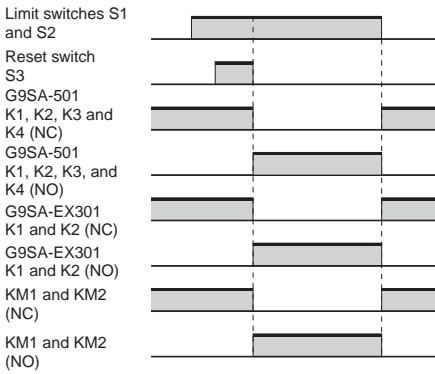 Limit switches S1
and S2
Reset switch
S3
G9SA-501
K1, K2, K3 and
K4 (NC)
G9SA-501
K1, K2, K3, and
K4 (NO)
G9SA-EX301
K1 and K2 (NC)
G9SA-EX301
K1 and K2 (NO)
KM1 and KM2
(NC)
KM1 and KM2
(NO)